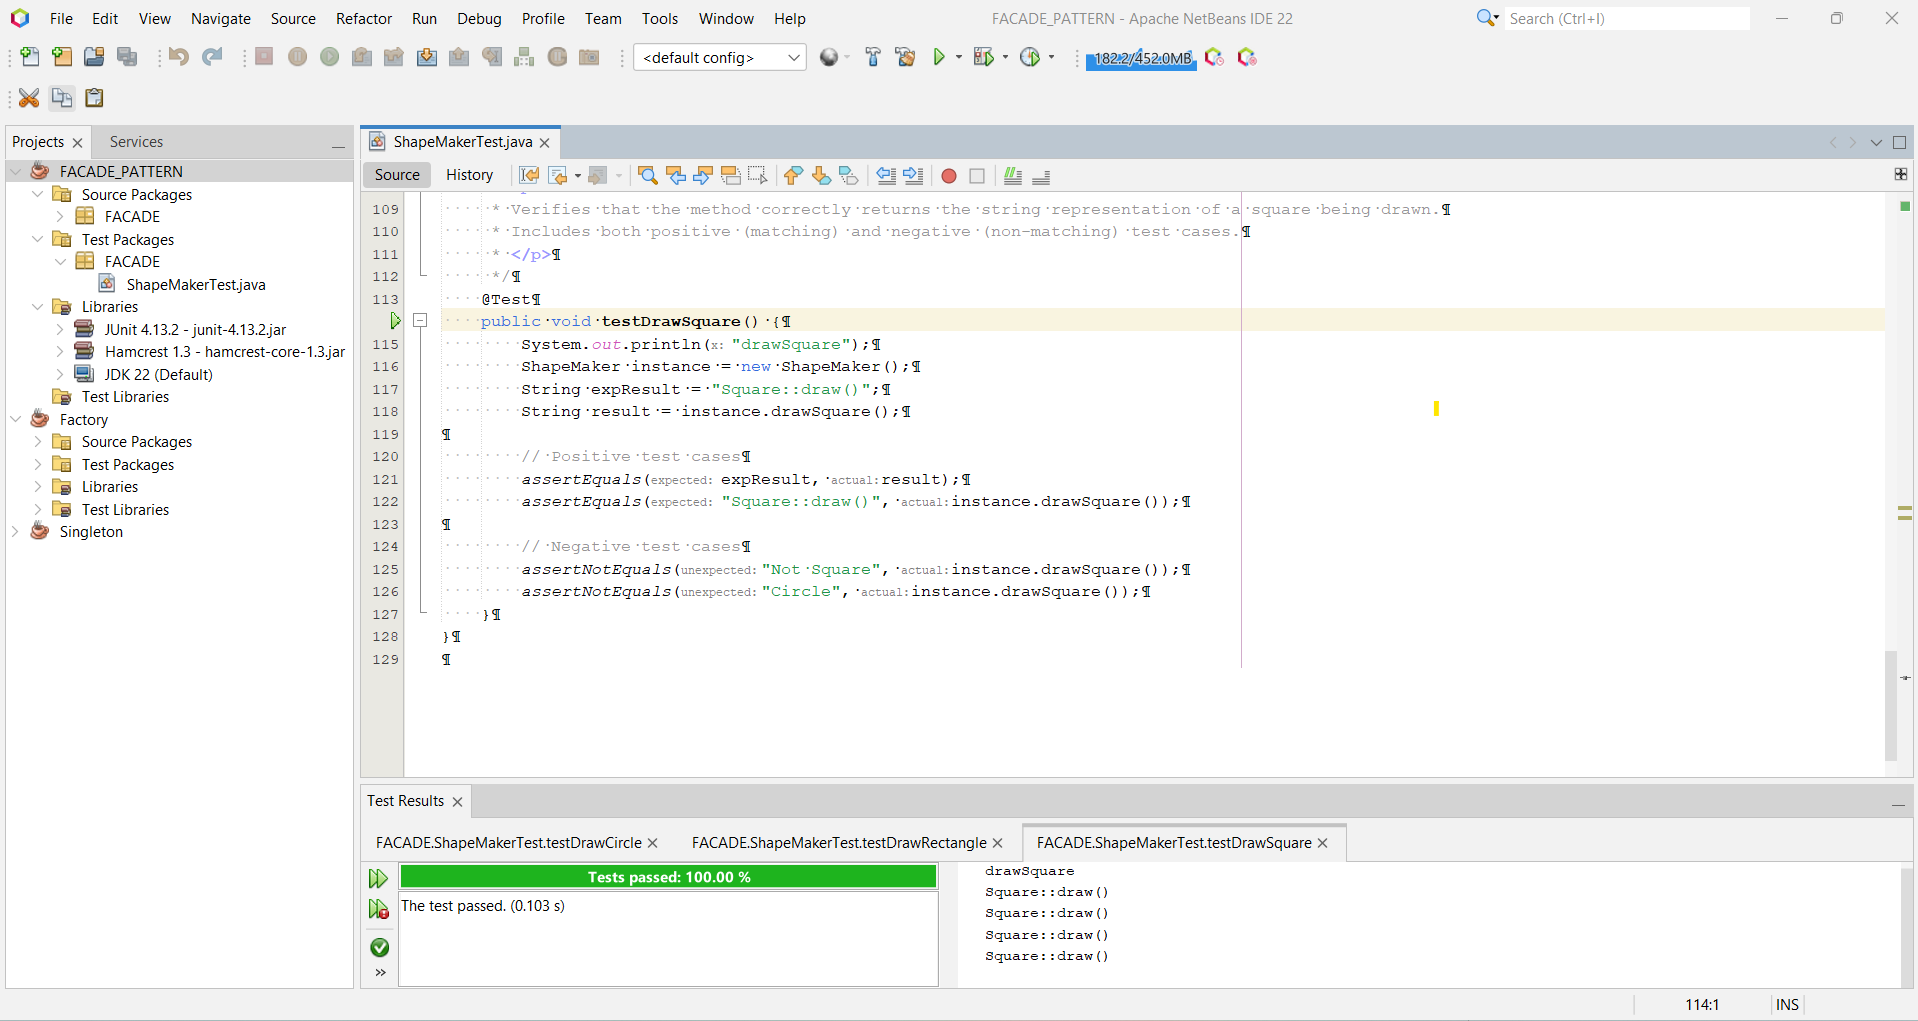 File Edit View Navigate Source Refactor Run Debug Profile Team Tools Window Help FACADE_PATTERN - Apache NetBeans IDE 22 Search (Ctrl+I)
<default config> 182.2/452.0MB
Projects Services
FACADE_PATTERN
Source Packages
FACADE
Test Packages
FACADE
ShapeMakerTest.java
Libraries
JUnit 4.13.2 - junit-4.13.2.jar
Hamcrest 1.3 - hamcrest-core-1.3.jar
JDK 22 (Default)
Test Libraries
Factory
Source Packages
Test Packages
Libraries
Test Libraries
Singleton
ShapeMakerTest.java
Source History
109 * Verifies that the method correctly returns the string representation of a square being drawn.¶
110 * Includes both positive (matching) and negative (non-matching) test cases.¶
111 * </p>¶
112 */¶
113 @Test¶
public void testDrawSquare() {¶
115 System.out.println(x: "drawSquare");¶
116 ShapeMaker instance = new ShapeMaker();¶
117 String expResult = "Square::draw()";¶
118 String result = instance.drawSquare();¶
119 ¶
120 // Positive test cases¶
121 assertEquals(expected: expResult, actual: result);¶
122 assertEquals(expected: "Square::draw()", actual: instance.drawSquare());¶
123 ¶
124 // Negative test cases¶
125 assertNotEquals(unexpected: "Not Square", actual: instance.drawSquare());¶
126 assertNotEquals(unexpected: "Circle", actual: instance.drawSquare());¶
127 }¶
128 }¶
129 ¶
Test Results
FACADE.ShapeMakerTest.testDrawCircle FACADE.ShapeMakerTest.testDrawRectangle FACADE.ShapeMakerTest.testDrawSquare
Tests passed: 100.00 %
The test passed. (0.103 s)
drawSquare
Square::draw()
Square::draw()
Square::draw()
Square::draw()
114:1 INS